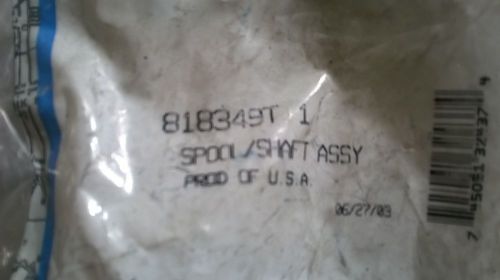 818349T 1
SPOOL/SHAFT ASSY
PROD OF U.S.A.
06/27/03